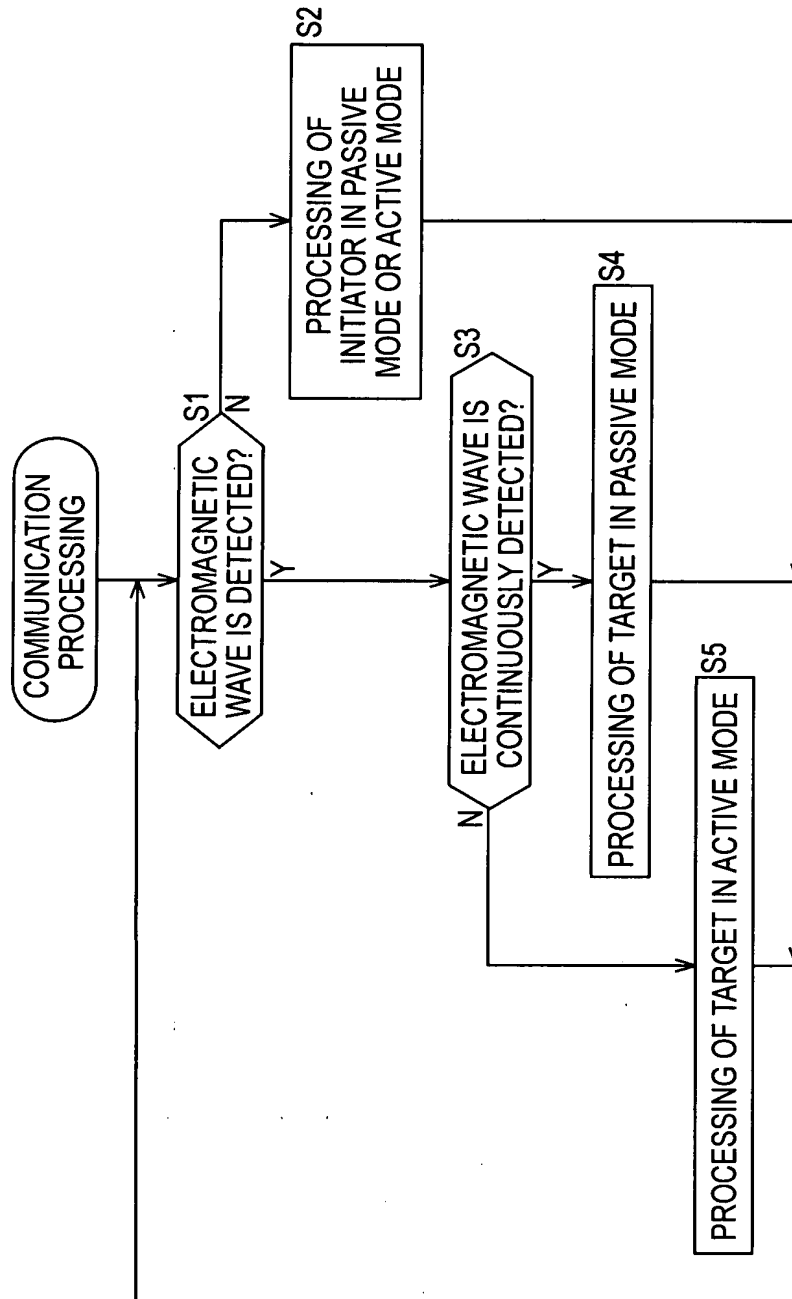 COMMUNICATION
PROCESSING
ELECTROMAGNETIC
WAVE IS DETECTED?
S1
N
Y
PROCESSING OF
INITIATOR IN PASSIVE
MODE OR ACTIVE MODE
S2
ELECTROMAGNETIC WAVE IS
CONTINUOUSLY DETECTED?
S3
N
Y
PROCESSING OF TARGET IN PASSIVE MODE
S4
PROCESSING OF TARGET IN ACTIVE MODE
S5